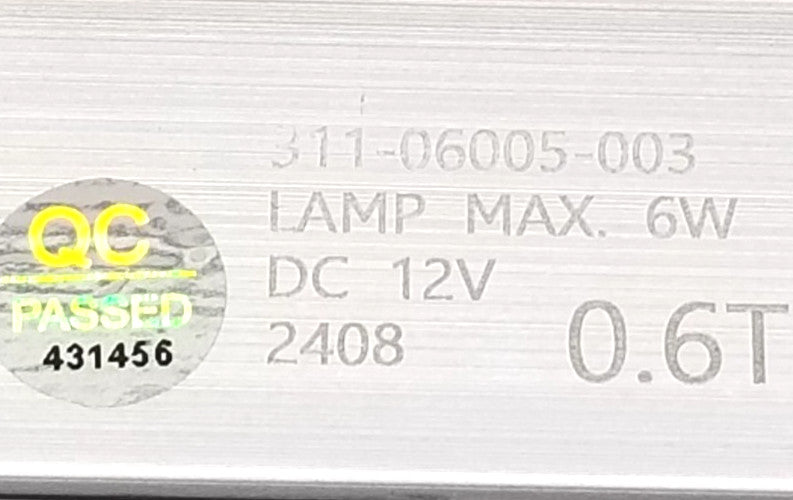 311-06005-003
LAMP MAX. 6W
DC 12V
2408
0.6T
QC
PASSED
431456